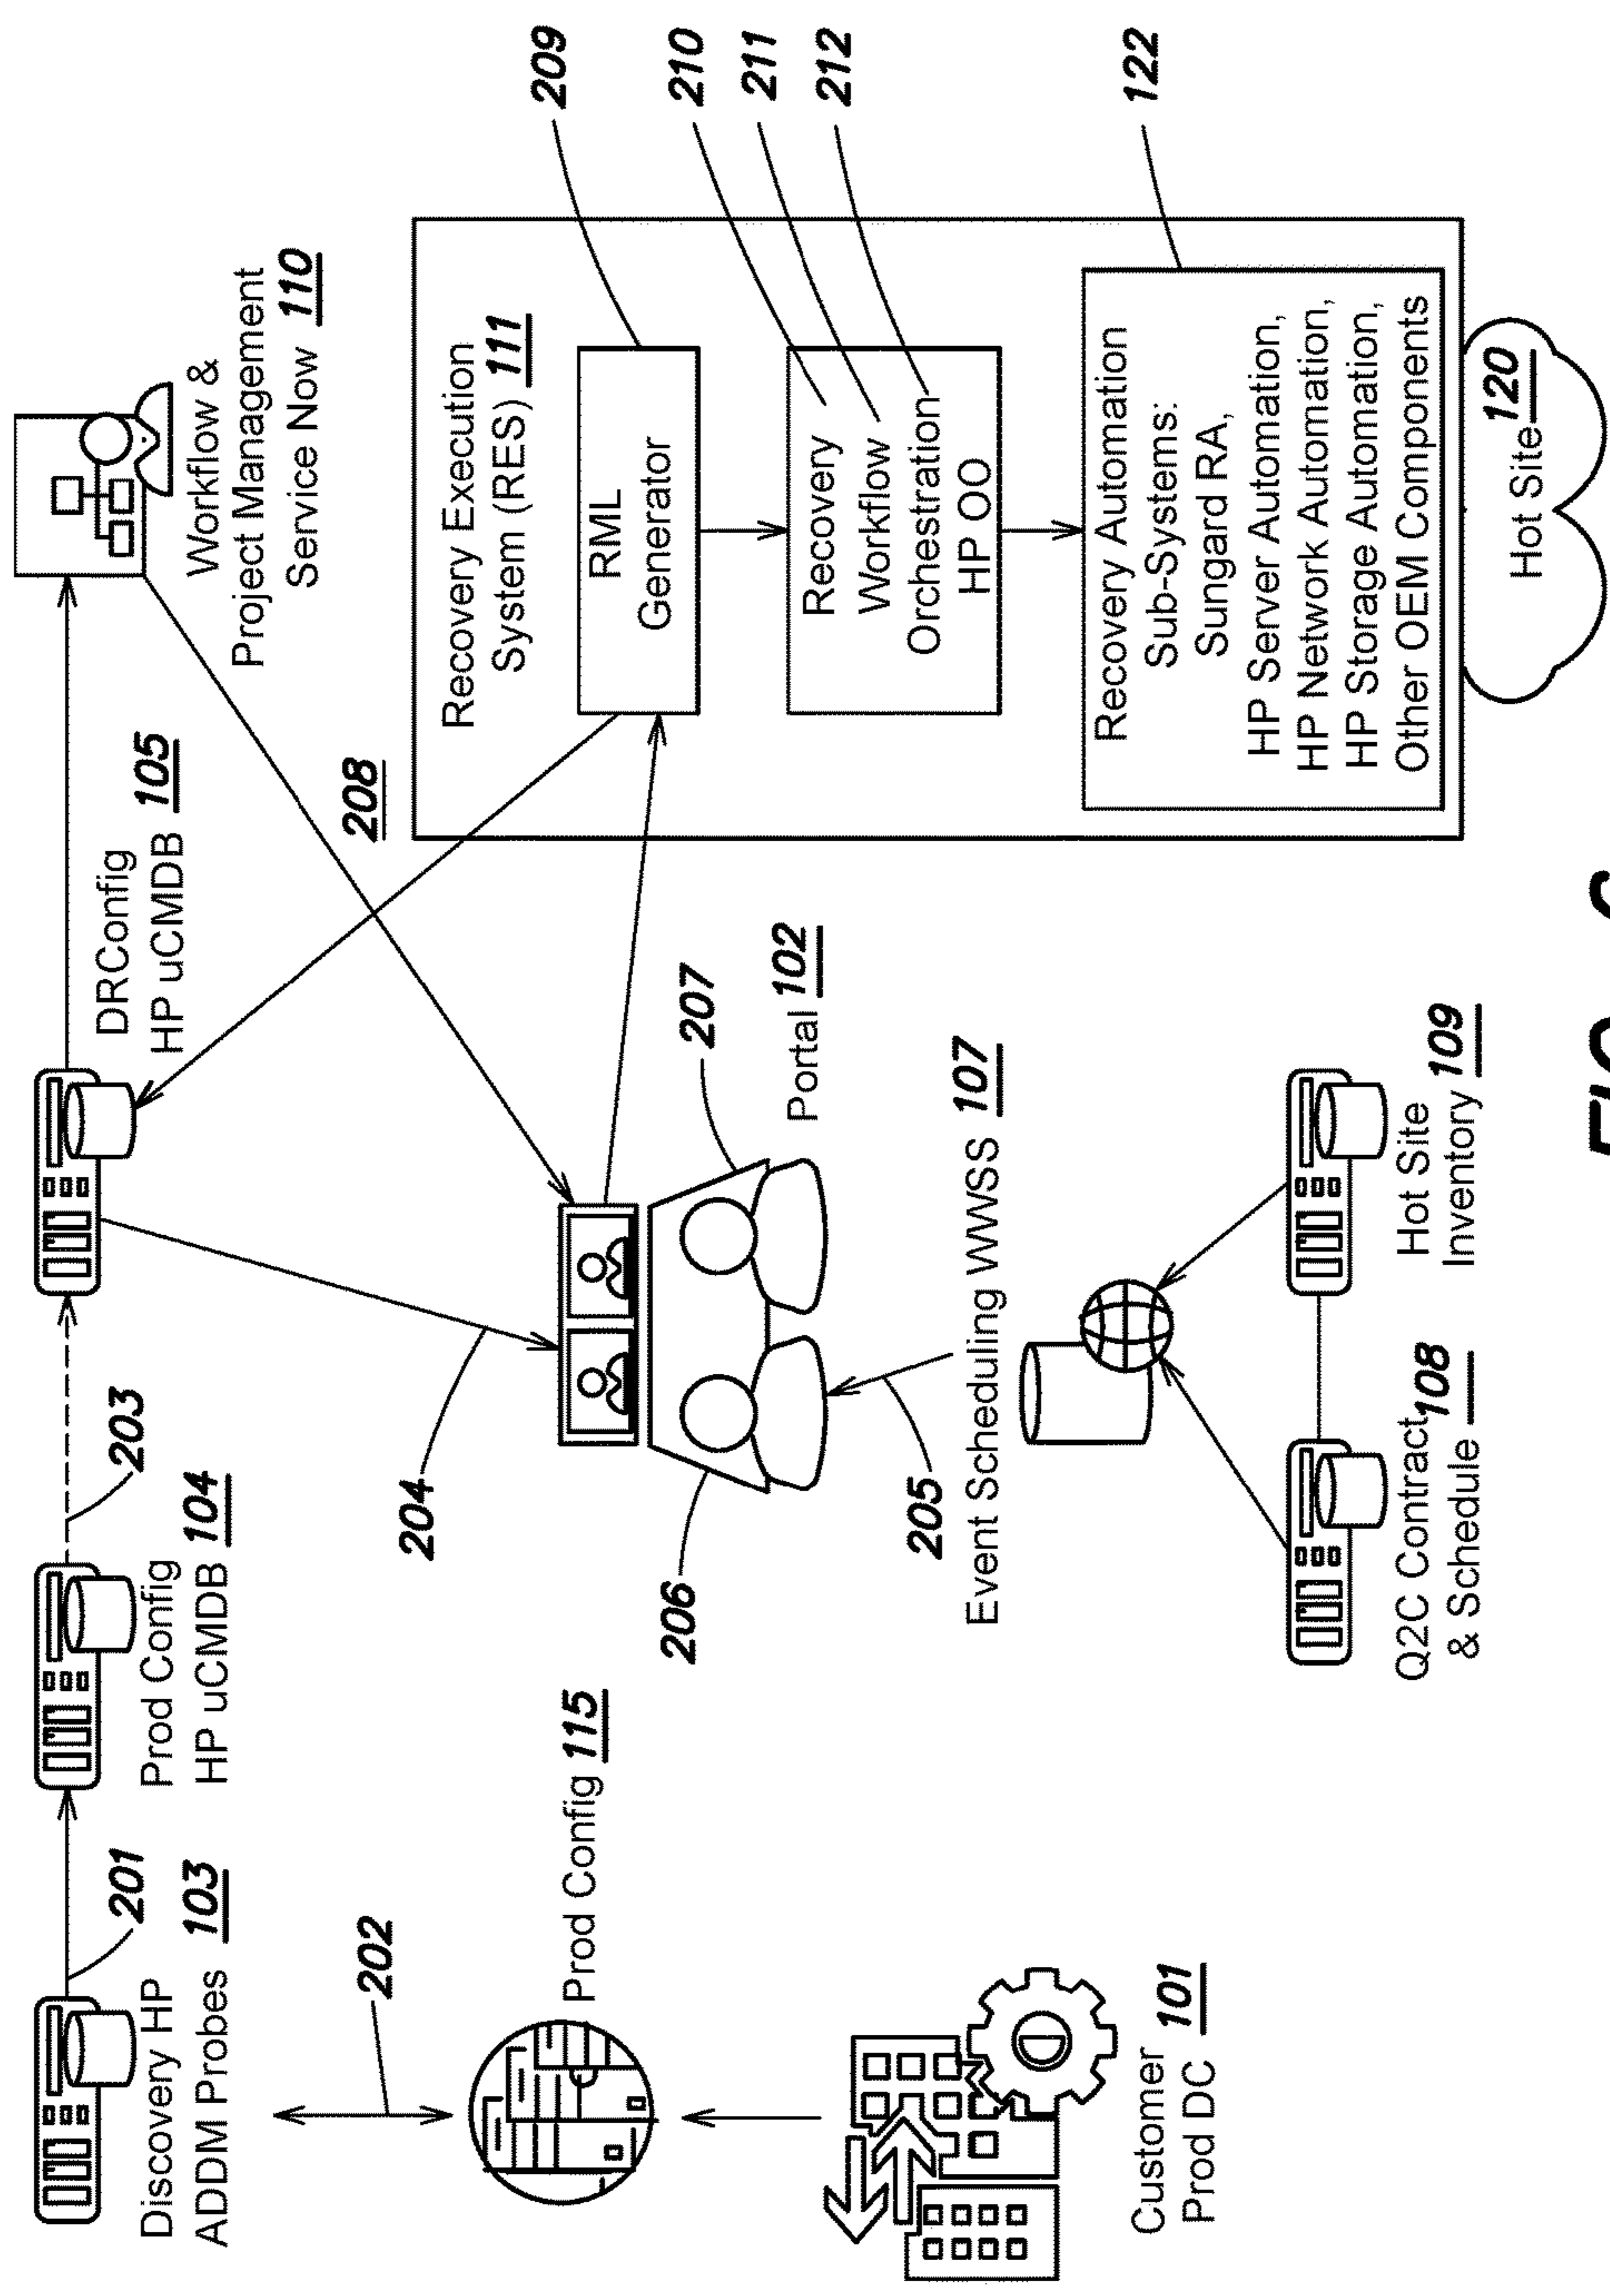 Discovery HP
ADDM Probes 103
201
202
Prod Config
HP uCMDB 104
203
DRConfig
HP uCMDB 105
Workflow &
Project Management
Service Now 110
204
208
Prod Config 115
Customer
Prod DC 101
206
207
Portal 102
205
Event Scheduling WWSS 107
Q2C Contract
& Schedule 108
Hot Site
Inventory 109
Recovery Execution
System (RES) 111
209
RML
Generator
210
211
212
Recovery
Workflow
Orchestration
HP OO
122
Recovery Automation
Sub-Systems:
Sungard RA,
HP Server Automation,
HP Network Automation,
HP Storage Automation,
Other OEM Components
Hot Site 120